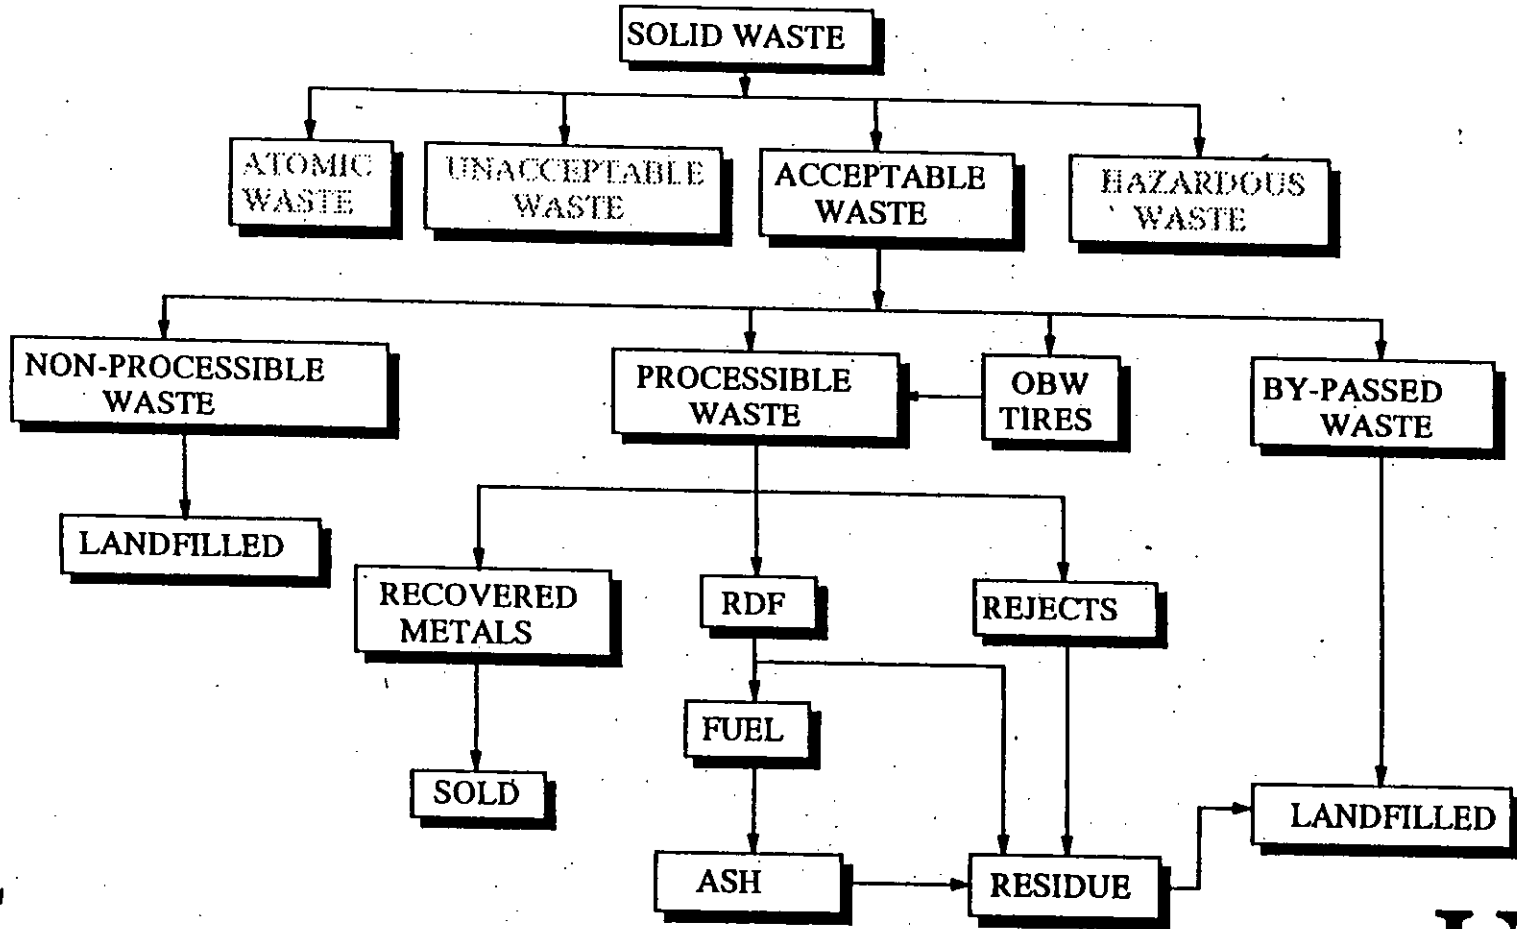 SOLID WASTE
ATOMIC
WASTE
UNACCEPTABLE
WASTE
ACCEPTABLE
WASTE
HAZARDOUS
WASTE
NON-PROCESSIBLE
WASTE
PROCESSIBLE
WASTE
OBW
TIRES
BY-PASSED
WASTE
LANDFILLED
RECOVERED
METALS
RDF
REJECTS
FUEL
SOLD
LANDFILLED
ASH
RESIDUE